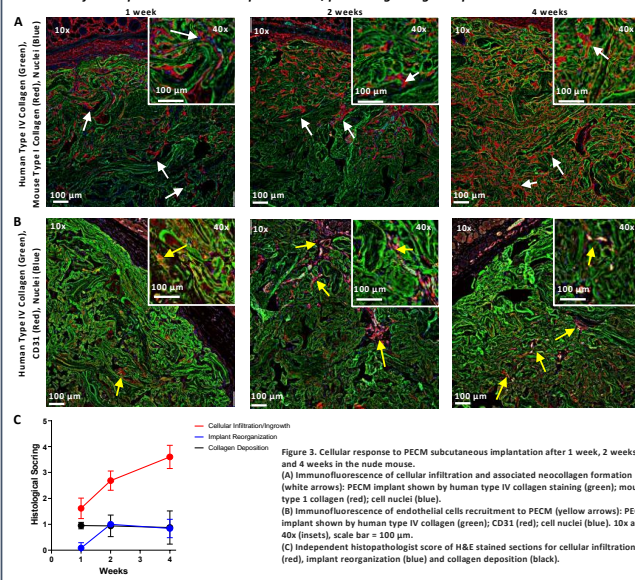 1 week
2 weeks
4 weeks
A
Human Type IV Collagen (Green),
Mouse Type I Collagen (Red), Nuclei (Blue)
10x
40x
100 µm
100 µm
10x
40x
100 µm
100 µm
10x
40x
100 µm
100 µm
B
Human Type IV Collagen (Green),
CD31 (Red), Nuclei (Blue)
10x
40x
100 µm
100 µm
10x
40x
100 µm
100 µm
10x
40x
100 µm
100 µm
C
Histological Socring
5
4
3
2
1
0
0
1
2
3
4
5
Weeks
Cellular Infiltration/Ingrowth
Implant Reorganization
Collagen Deposition
Figure 3. Cellular response to PECM subcutaneous implantation after 1 week, 2 weeks
and 4 weeks in the nude mouse.
(A) Immunofluorescence of cellular infiltration and associated neocollagen formation
(white arrows): PECM implant shown by human type IV collagen staining (green); mou
type 1 collagen (red); cell nuclei (blue).
(B) Immunofluorescence of endothelial cells recruitment to PECM (yellow arrows): PE
implant shown by human type IV collagen (green); CD31 (red); cell nuclei (blue). 10x a
40x (insets), scale bar = 100 µm.
(C) Independent histopathologist score of H&E stained sections for cellular infiltration
(red), implant reorganization (blue) and collagen deposition (black).